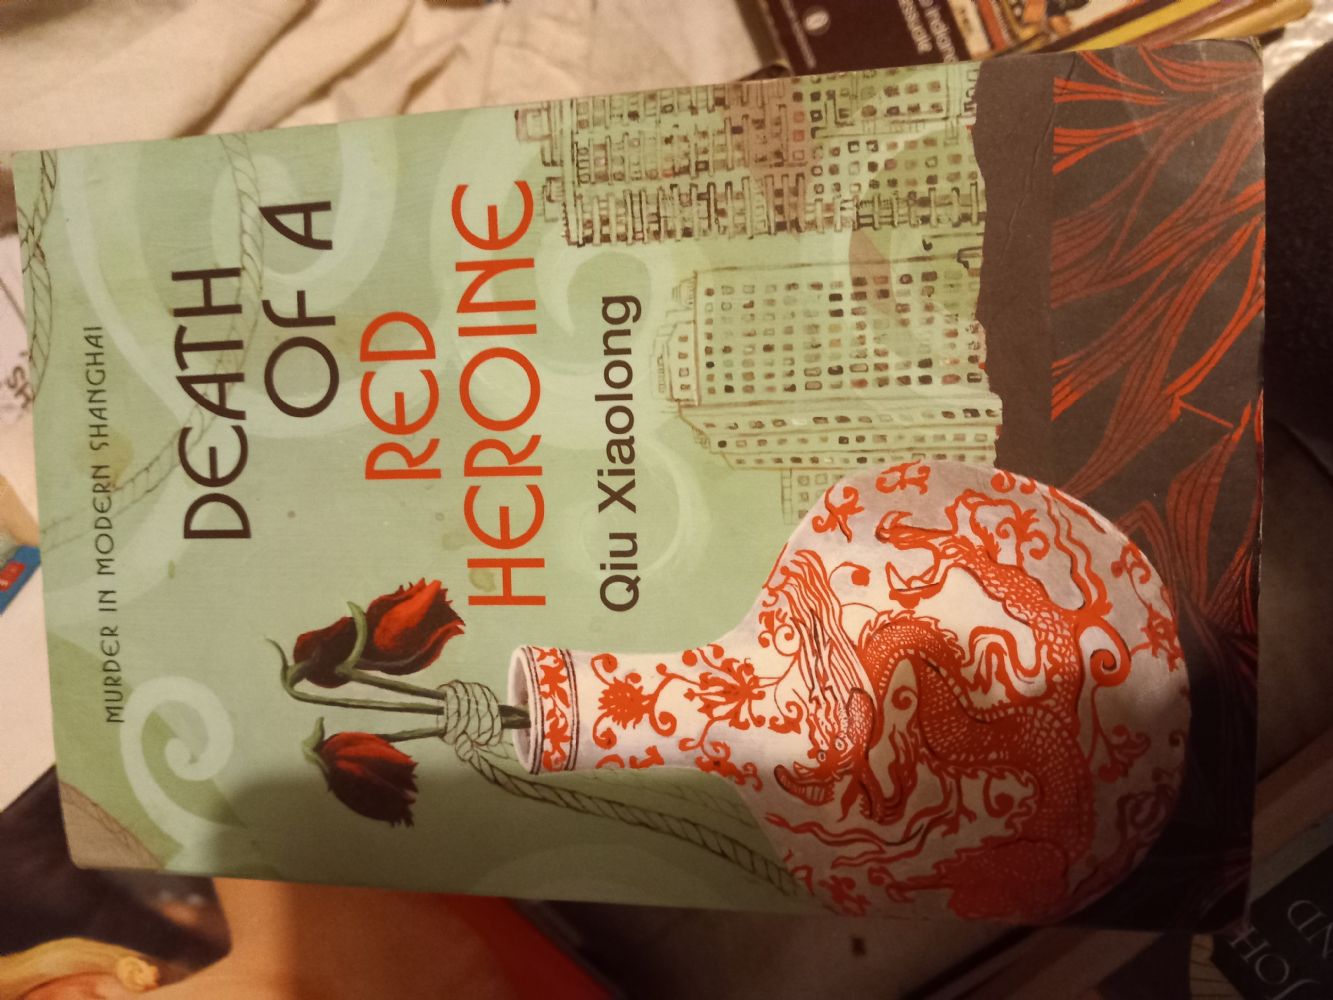 MURDER IN MODERN SHANGHAI
DEATH
OF A
RED
HEROINE
Qiu Xiaolong